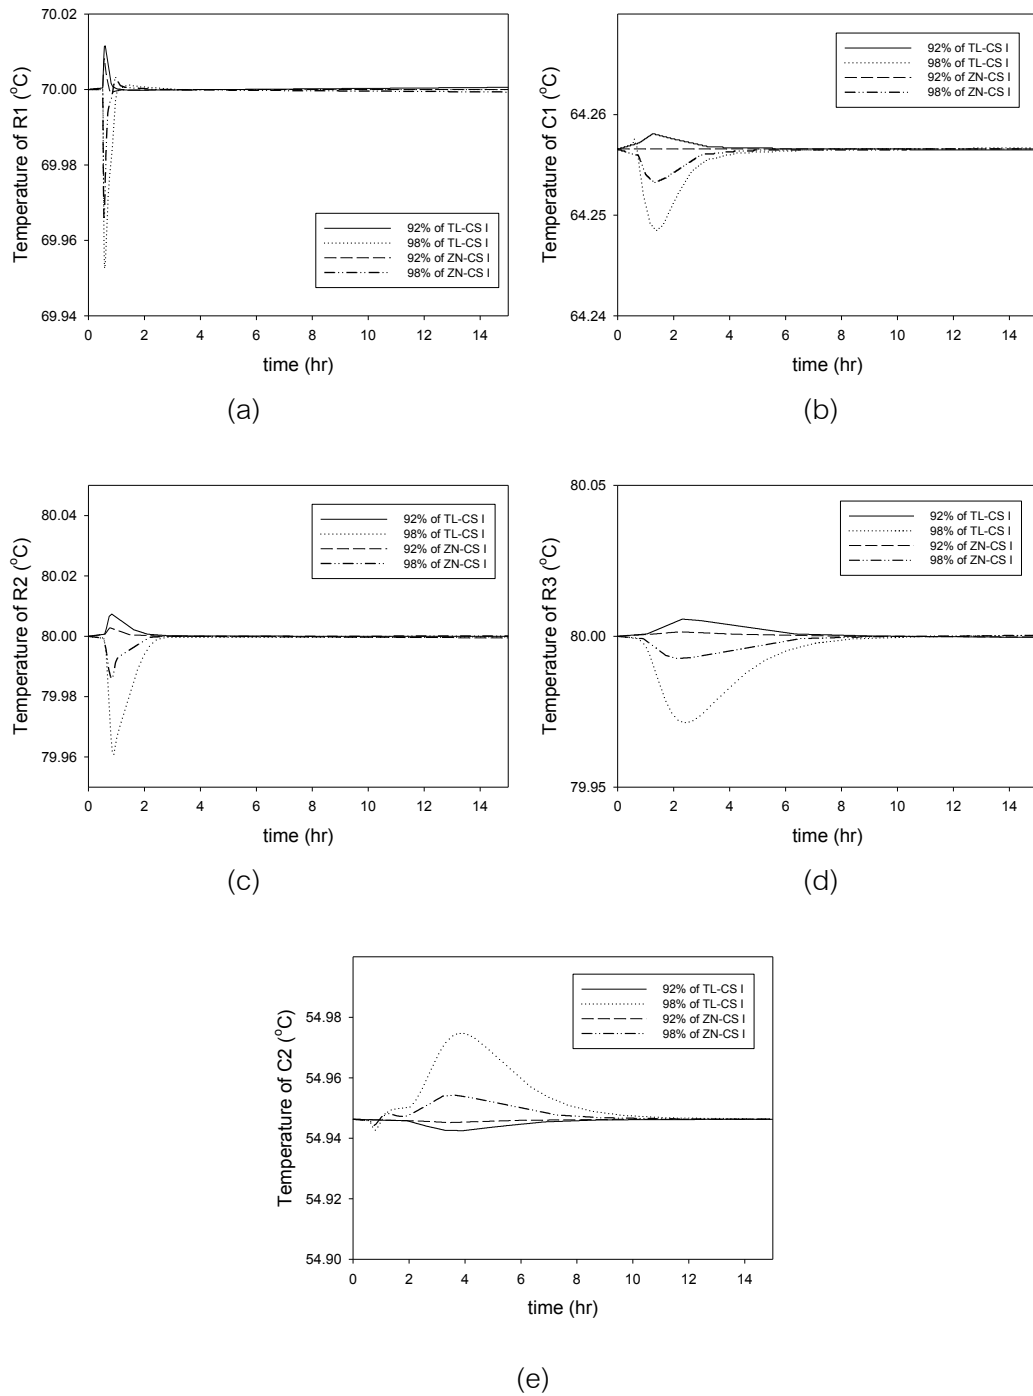 70.02
70.00
69.98
69.96
69.94
Temperature of R1 (°C)
92% of TL-CS I
98% of TL-CS I
92% of ZN-CS I
98% of ZN-CS I
0 2 4 6 8 10 12 14
time (hr)
(a)
64.26
64.25
64.24
Temperature of C1 (°C)
92% of TL-CS I
98% of TL-CS I
92% of ZN-CS I
98% of ZN-CS I
0 2 4 6 8 10 12 14
time (hr)
(b)
80.04
80.02
80.00
79.98
79.96
Temperature of R2 (°C)
92% of TL-CS I
98% of TL-CS I
92% of ZN-CS I
98% of ZN-CS I
0 2 4 6 8 10 12 14
time (hr)
(c)
80.05
80.00
79.95
Temperature of R3 (°C)
92% of TL-CS I
98% of TL-CS I
92% of ZN-CS I
98% of ZN-CS I
0 2 4 6 8 10 12 14
time (hr)
(d)
54.98
54.96
54.94
54.92
54.90
Temperature of C2 (°C)
92% of TL-CS I
98% of TL-CS I
92% of ZN-CS I
98% of ZN-CS I
0 2 4 6 8 10 12 14
time (hr)
(e)